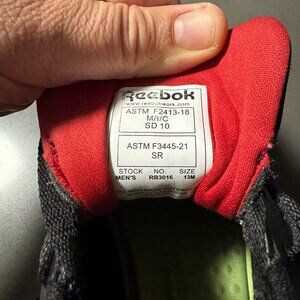 Reebok
www.reebokwork.com
ASTM F2413-18
M/I/C
SD 10
ASTM F3445-21
SR
STOCK NO. SIZE
MEN'S RB3016 13M